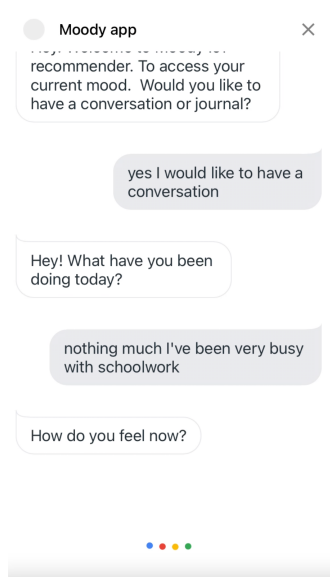 Moody app
recommender. To access your
current mood.  Would you like to
have a conversation or journal?
yes I would like to have a
conversation
Hey! What have you been
doing today?
nothing much I've been very busy
with schoolwork
How do you feel now?